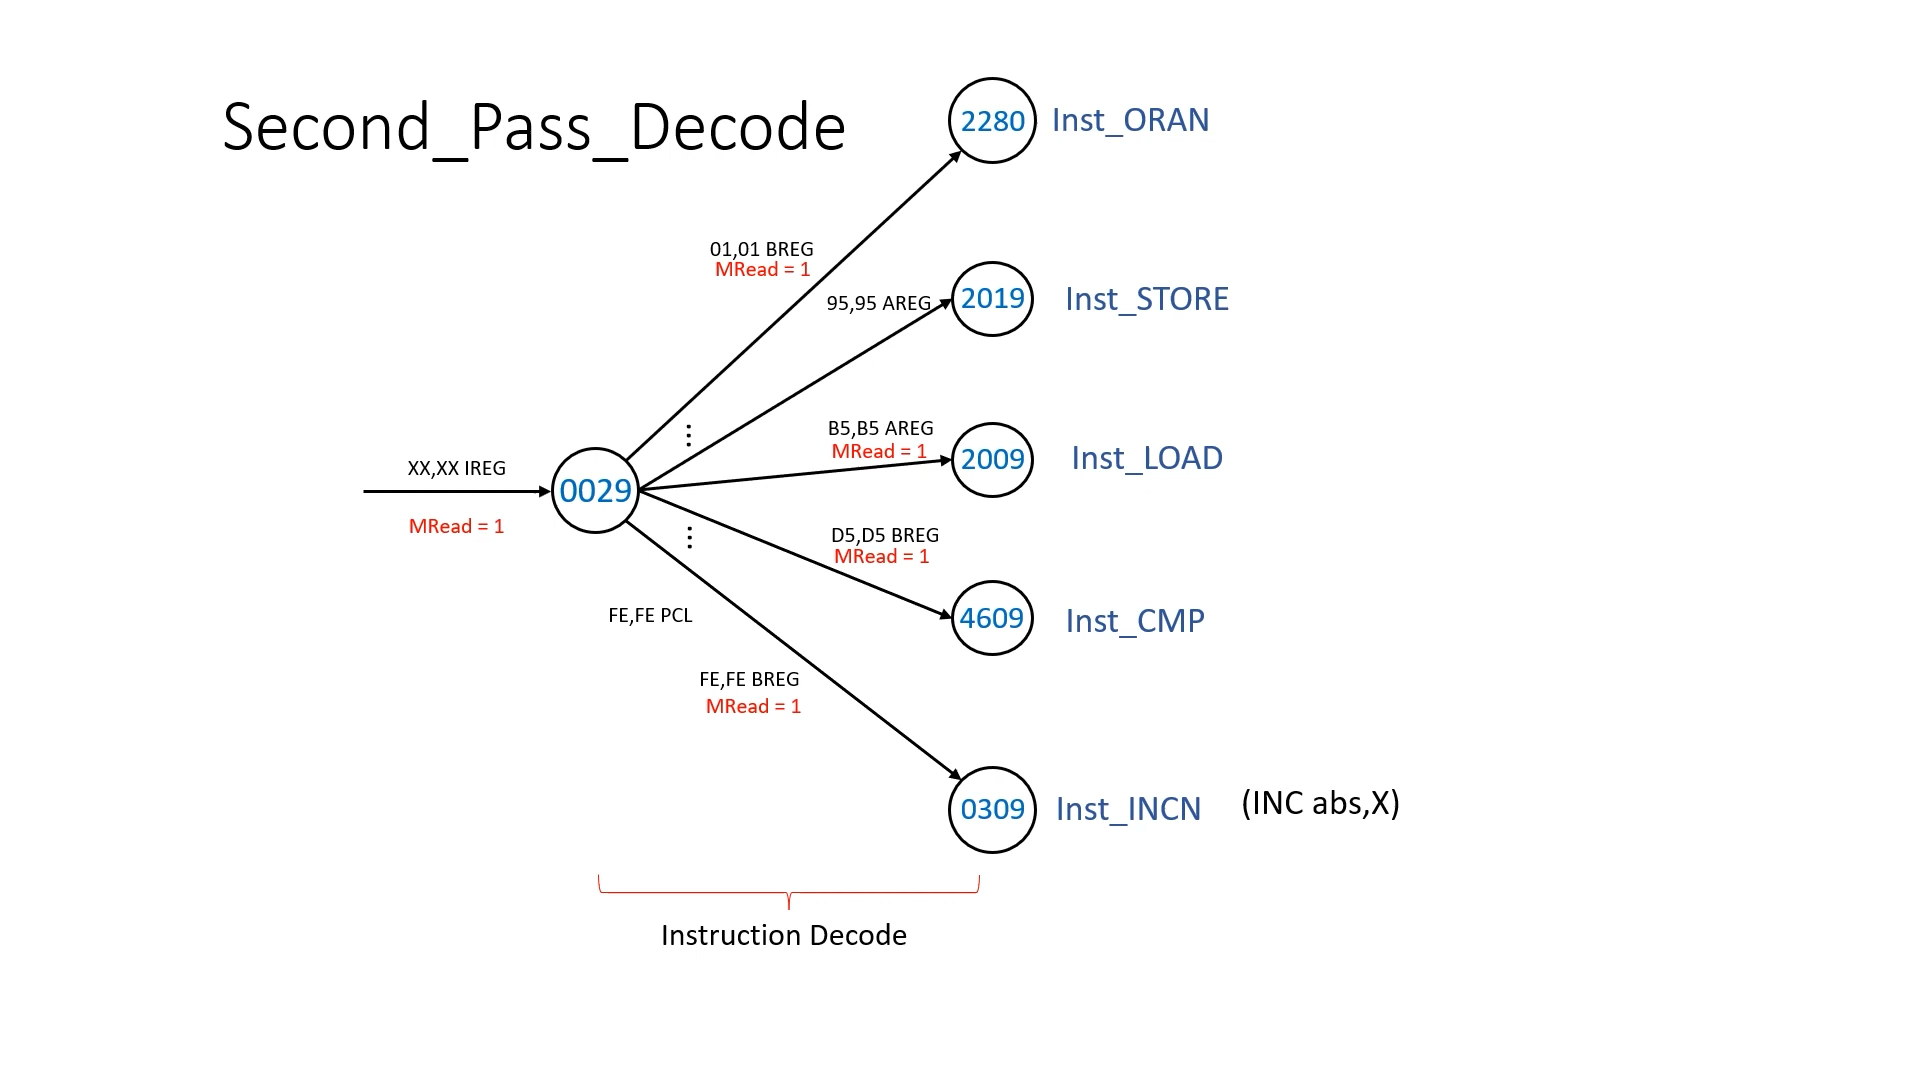 Second_Pass_Decode
2280 Inst_ORAN
01,01 BREG
MRead = 1
95,95 AREG
2019 Inst_STORE
B5,B5 AREG
MRead = 1
2009 Inst_LOAD
XX,XX IREG
MRead = 1
0029
D5,D5 BREG
MRead = 1
4609 Inst_CMP
FE,FE PCL
FE,FE BREG
MRead = 1
0309 Inst_INCN (INC abs,X)
Instruction Decode